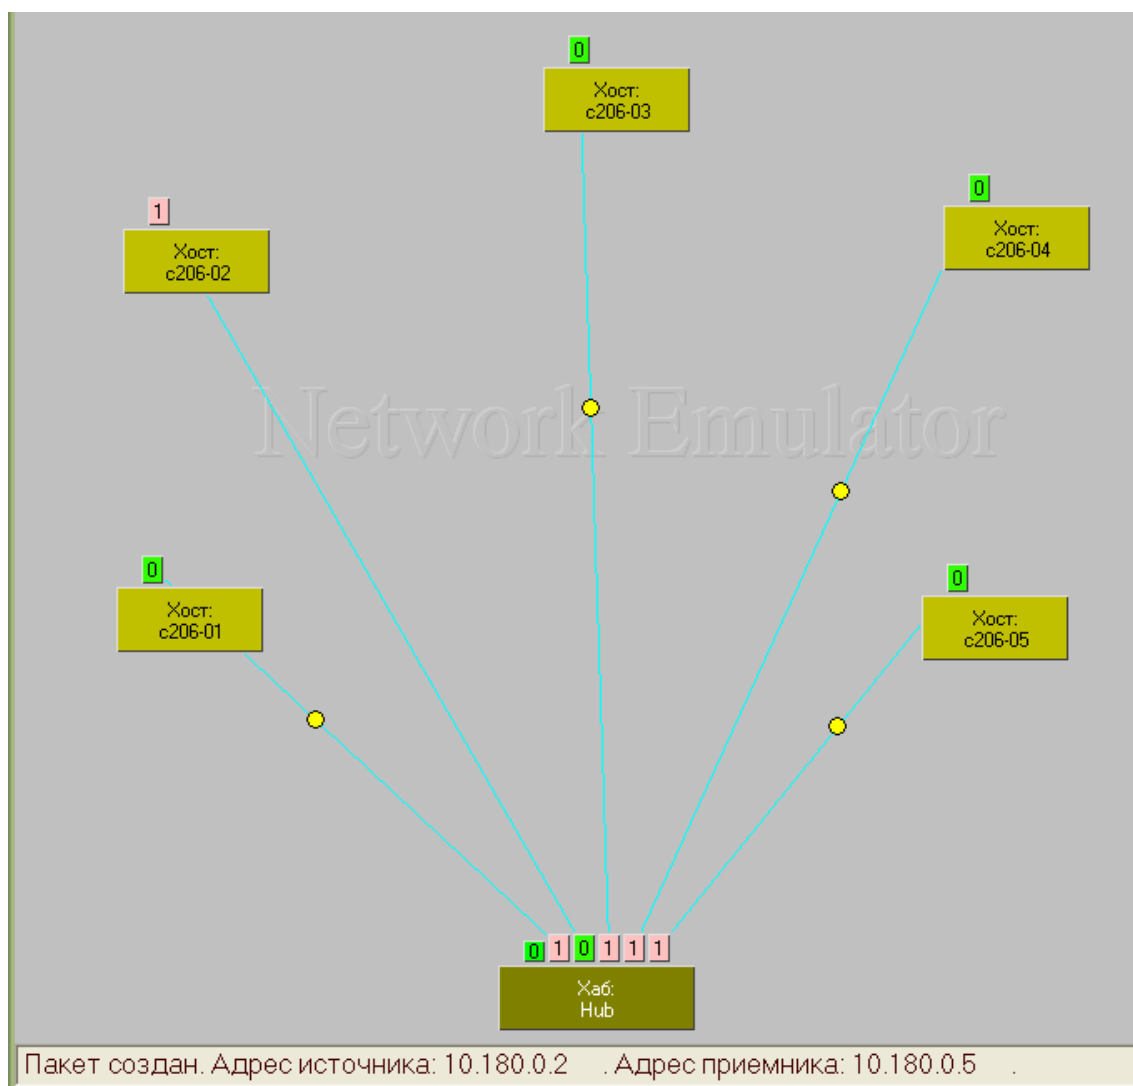 0
Хост:
c206-03
0
Хост:
c206-04
1
Хост:
c206-02
Network Emulator
0
Хост:
c206-01
0
Хост:
c206-05
0 1 0 1 1 1
Хаб:
Hub
Пакет создан. Адрес источника: 10.180.0.2 . Адрес приемника: 10.180.0.5 .